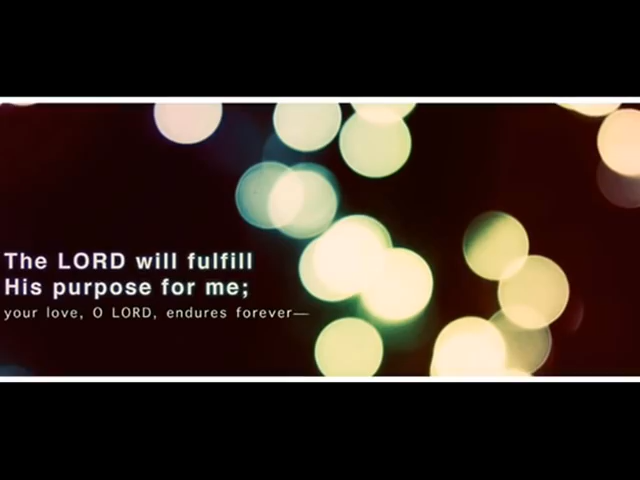 The LORD will fulfill
His purpose for me;
your love, O LORD, endures forever—